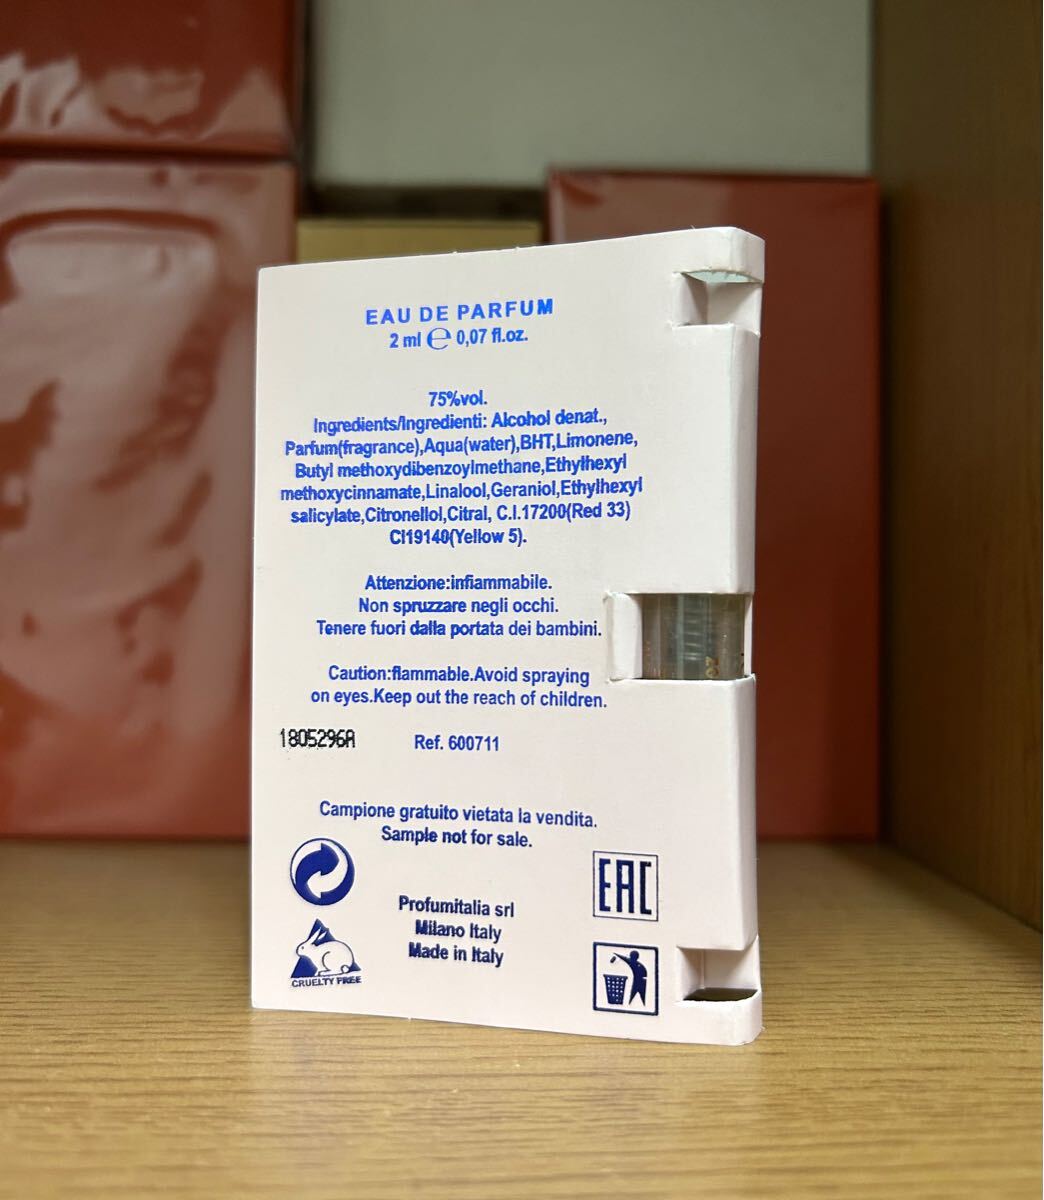 EAU DE PARFUM
2 ml ℮ 0,07 fl.oz.
75%vol.
Ingredients/Ingredienti: Alcohol denat.,
Parfum(fragrance),Aqua(water),BHT,Limonene,
Butyl methoxydibenzoylmethane,Ethylhexyl
methoxycinnamate,Linalool,Geraniol,Ethylhexyl
salicylate,Citronellol,Citral, C.I.17200(Red 33)
CI19140(Yellow 5).
Attenzione:infiammabile.
Non spruzzare negli occhi.
Tenere fuori dalla portata dei bambini.
Caution:flammable.Avoid spraying
on eyes.Keep out the reach of children.
1805296A Ref. 600711
Campione gratuito vietata la vendita.
Sample not for sale.
EAC
Profumitalia srl
Milano Italy
Made in Italy
CRUELTY FREE